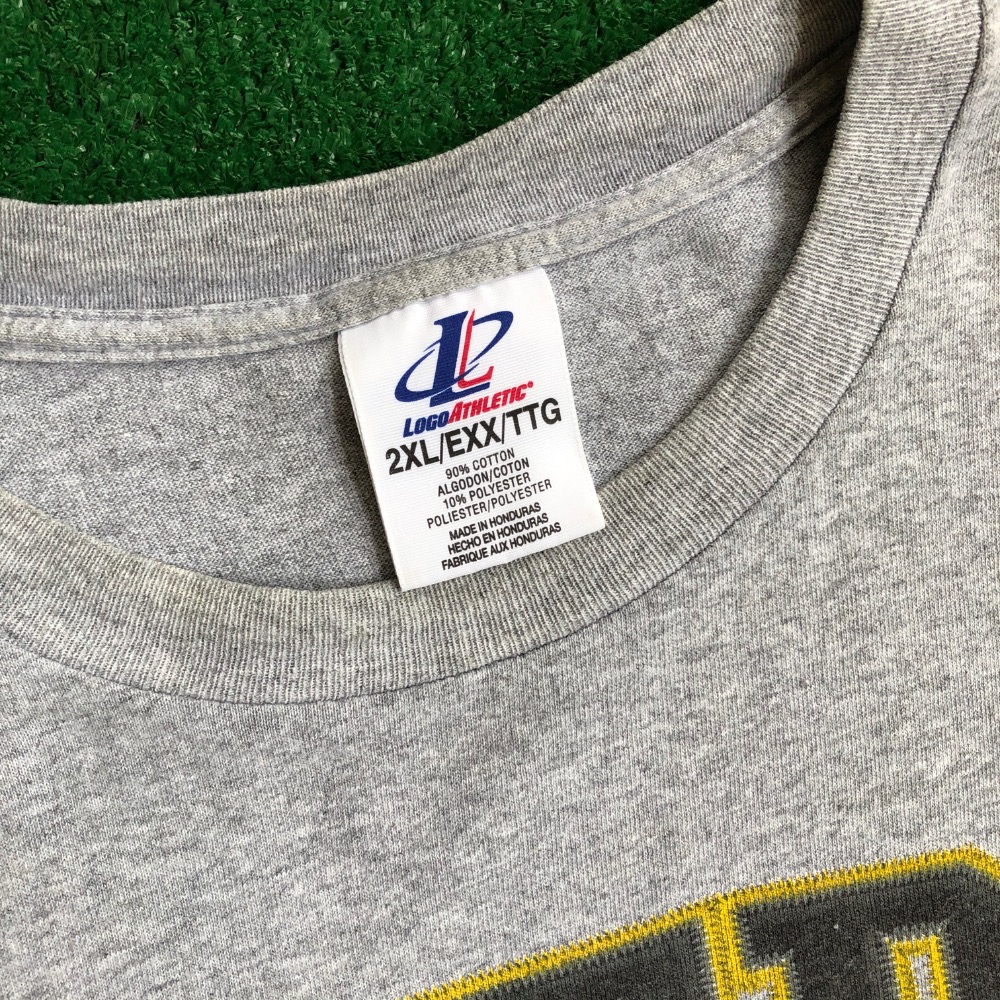 LL
LOGOATHLETIC®
2XL/EXX/TTG
90% COTTON
ALGODON/COTON
10% POLYESTER
POLIESTER/POLYESTER
MADE IN HONDURAS
HECHO EN HONDURAS
FABRIQUE AUX HONDURAS